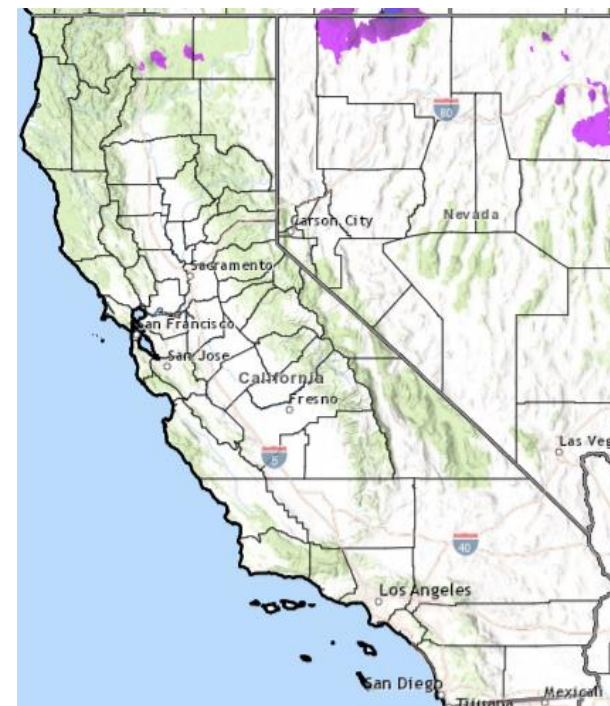 80
Carson City
Nevada
Sacramento
San Francisco
San Jose
California
Fresno
5
Las Veg
40
Los Angeles
San Diego
Tijuana
Mexicali